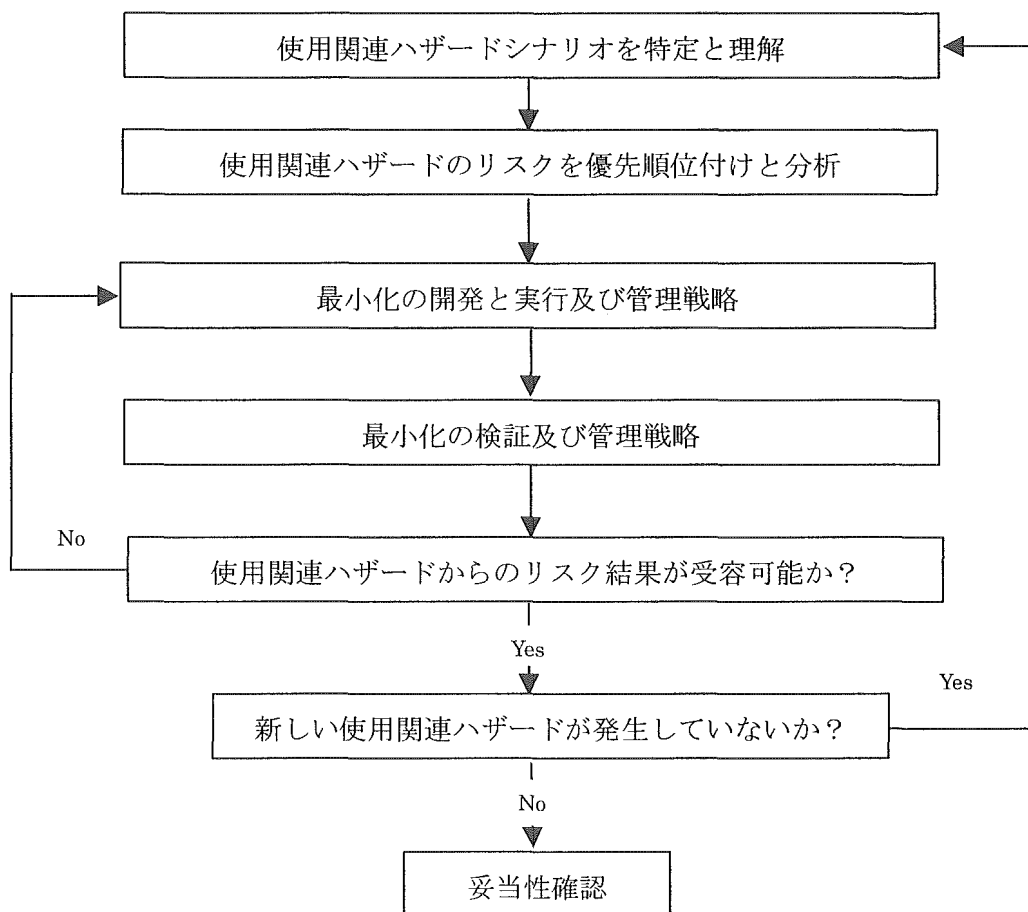 使用関連ハザードシナリオを特定と理解
使用関連ハザードのリスクを優先順位付けと分析
最小化の開発と実行及び管理戦略
最小化の検証及び管理戦略
No
使用関連ハザードからのリスク結果が受容可能か？
Yes
Yes
新しい使用関連ハザードが発生していないか？
No
妥当性確認